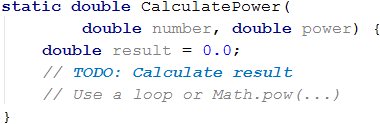 static double CalculatePower(
        double number, double power) {
    double result = 0.0;
    // TODO: Calculate result
    // Use a loop or Math.pow(...)
}